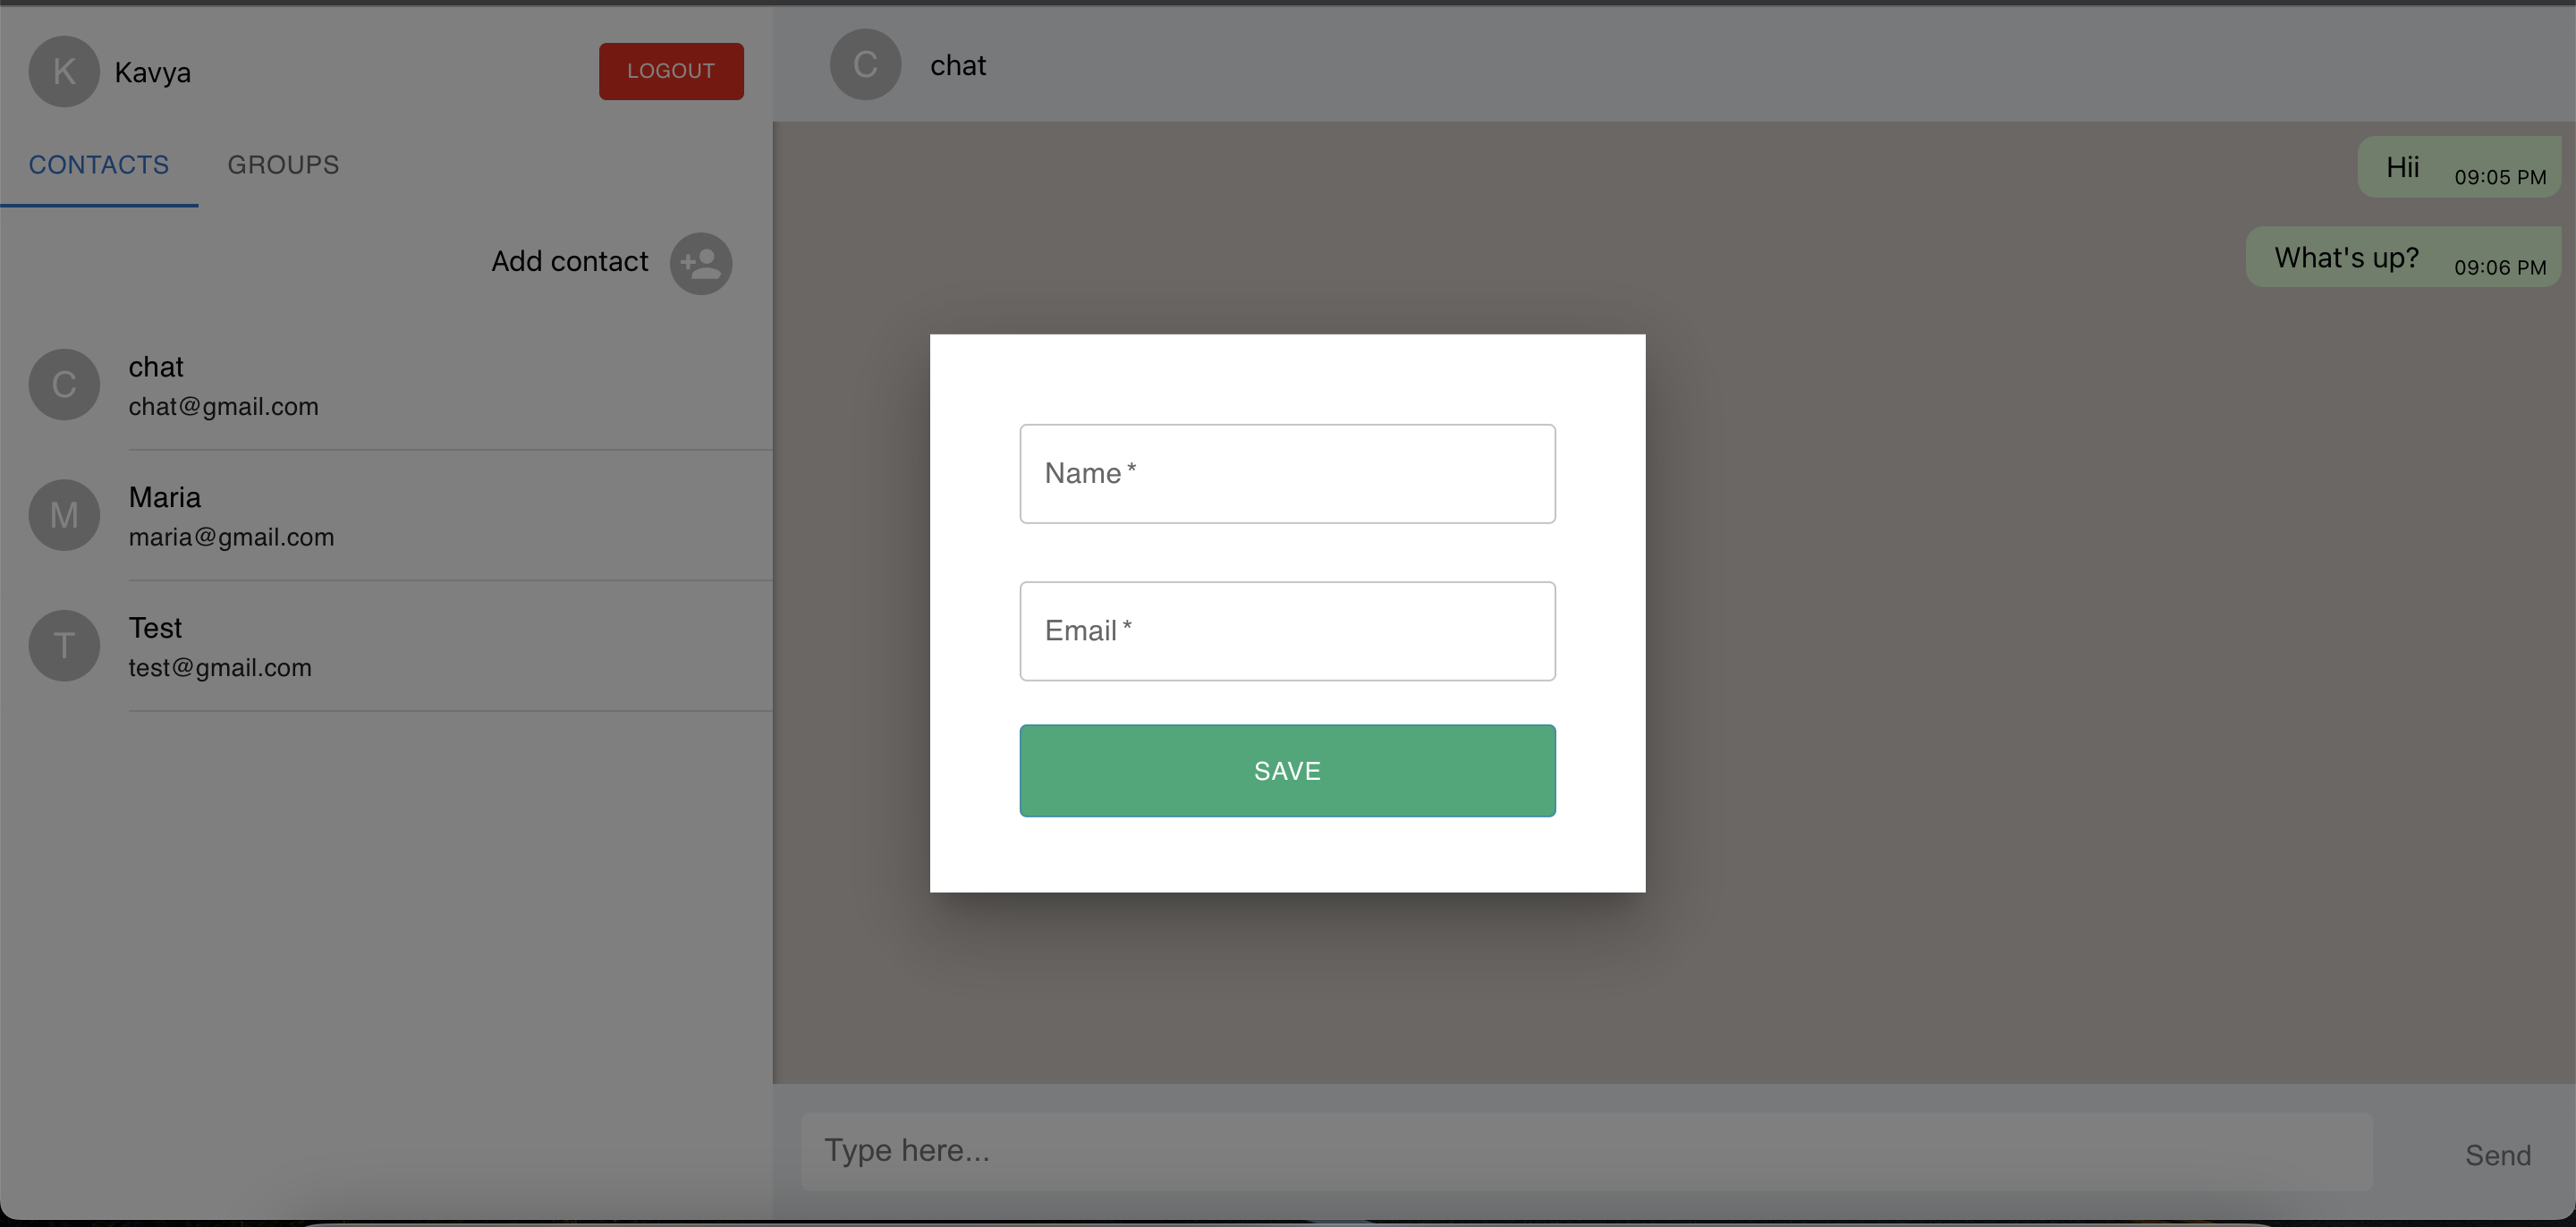 K
Kavya
LOGOUT
CONTACTS
GROUPS
Add contact
C
chat
chat@gmail.com
M
Maria
maria@gmail.com
T
Test
test@gmail.com
C
chat
Hii 09:05 PM
What's up? 09:06 PM
Name *
Email *
SAVE
Type here...
Send